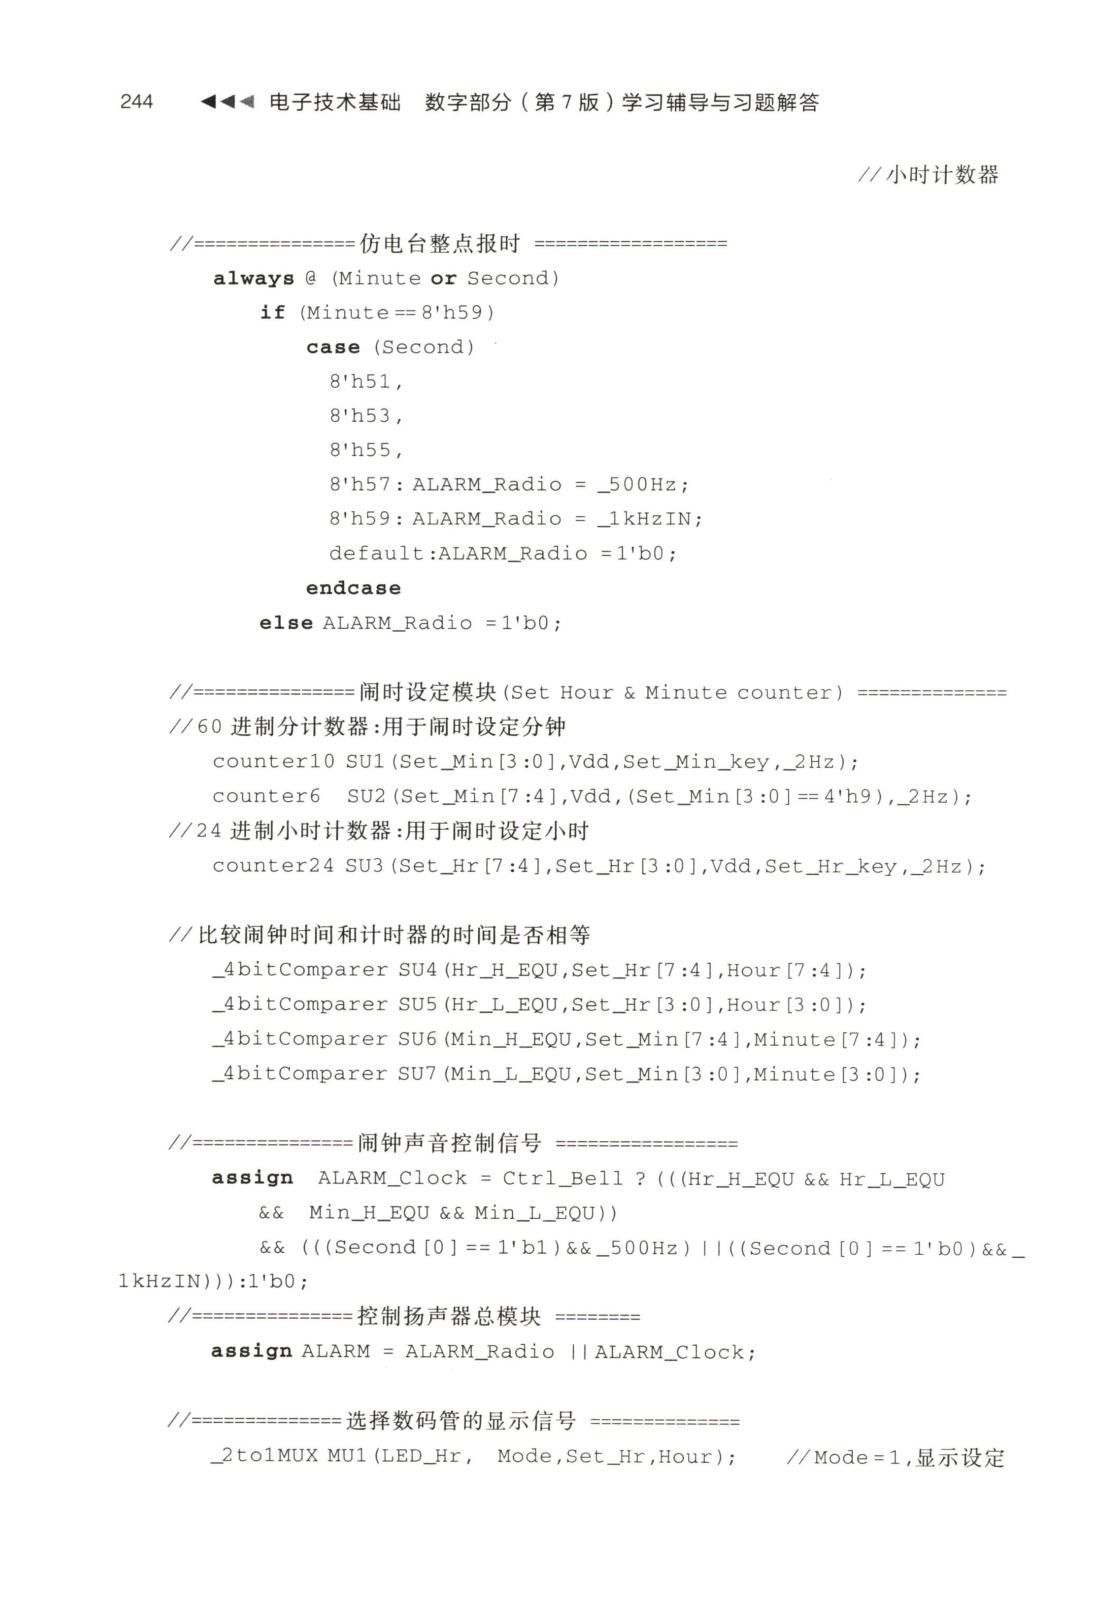 244 ◀◀◀ 电子技术基础 数字部分(第7版)学习辅导与习题解答
//小时计数器
//===============仿电台整点报时 ==================
always @ (Minute or Second)
if (Minute==8'h59)
case (Second)
8'h51,
8'h53,
8'h55,
8'h57: ALARM_Radio = _500Hz;
8'h59: ALARM_Radio = _1kHzIN;
default:ALARM_Radio =1'b0;
endcase
else ALARM_Radio =1'b0;
//===============闹时设定模块(Set Hour & Minute counter) ==============
//60 进制分计数器:用于闹时设定分钟
counter10 SU1(Set_Min[3:0],Vdd,Set_Min_key,_2Hz);
counter6 SU2(Set_Min[7:4],Vdd,(Set_Min[3:0]==4'h9),_2Hz);
//24 进制小时计数器:用于闹时设定小时
counter24 SU3(Set_Hr[7:4],Set_Hr[3:0],Vdd,Set_Hr_key,_2Hz);
//比较闹钟时间和计时器的时间是否相等
_4bitComparer SU4(Hr_H_EQU,Set_Hr[7:4],Hour[7:4]);
_4bitComparer SU5(Hr_L_EQU,Set_Hr[3:0],Hour[3:0]);
_4bitComparer SU6(Min_H_EQU,Set_Min[7:4],Minute[7:4]);
_4bitComparer SU7(Min_L_EQU,Set_Min[3:0],Minute[3:0]);
//===============闹钟声音控制信号 =================
assign ALARM_Clock = Ctrl_Bell ? (((Hr_H_EQU && Hr_L_EQU
&& Min_H_EQU && Min_L_EQU))
&& (((Second[0]==1'b1)&&_500Hz)||((Second[0]==1'b0)&&_
1kHzIN))):1'b0;
//===============控制扬声器总模块 ========
assign ALARM = ALARM_Radio ||ALARM_Clock;
//==============选择数码管的显示信号 ==============
_2to1MUX MU1(LED_Hr, Mode,Set_Hr,Hour); //Mode=1,显示设定